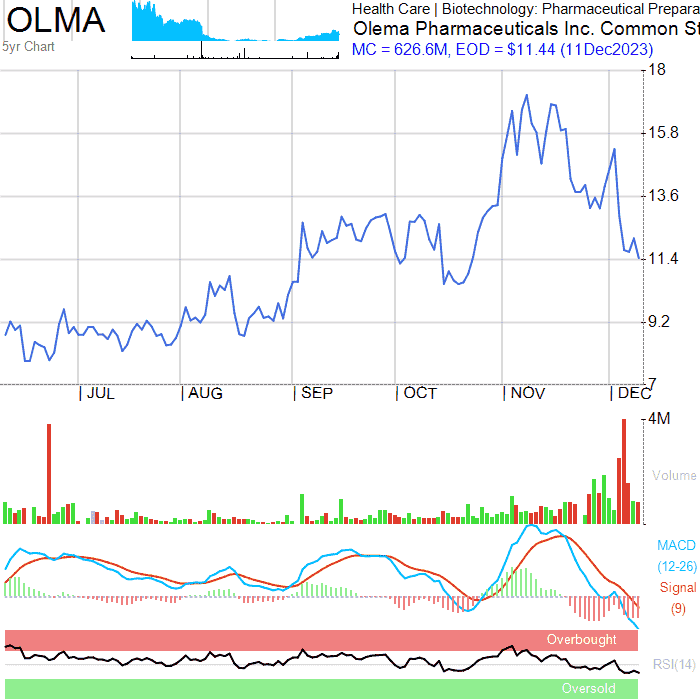 OLMA
5yr Chart
Health Care | Biotechnology: Pharmaceutical Prepara
Olema Pharmaceuticals Inc. Common St
MC = 626.6M, EOD = $11.44 (11Dec2023)
18
15.8
13.6
11.4
9.2
7
JUL
AUG
SEP
OCT
NOV
DEC
4M
Volume
MACD
(12-26)
Signal
(9)
Overbought
RSI(14)
Oversold